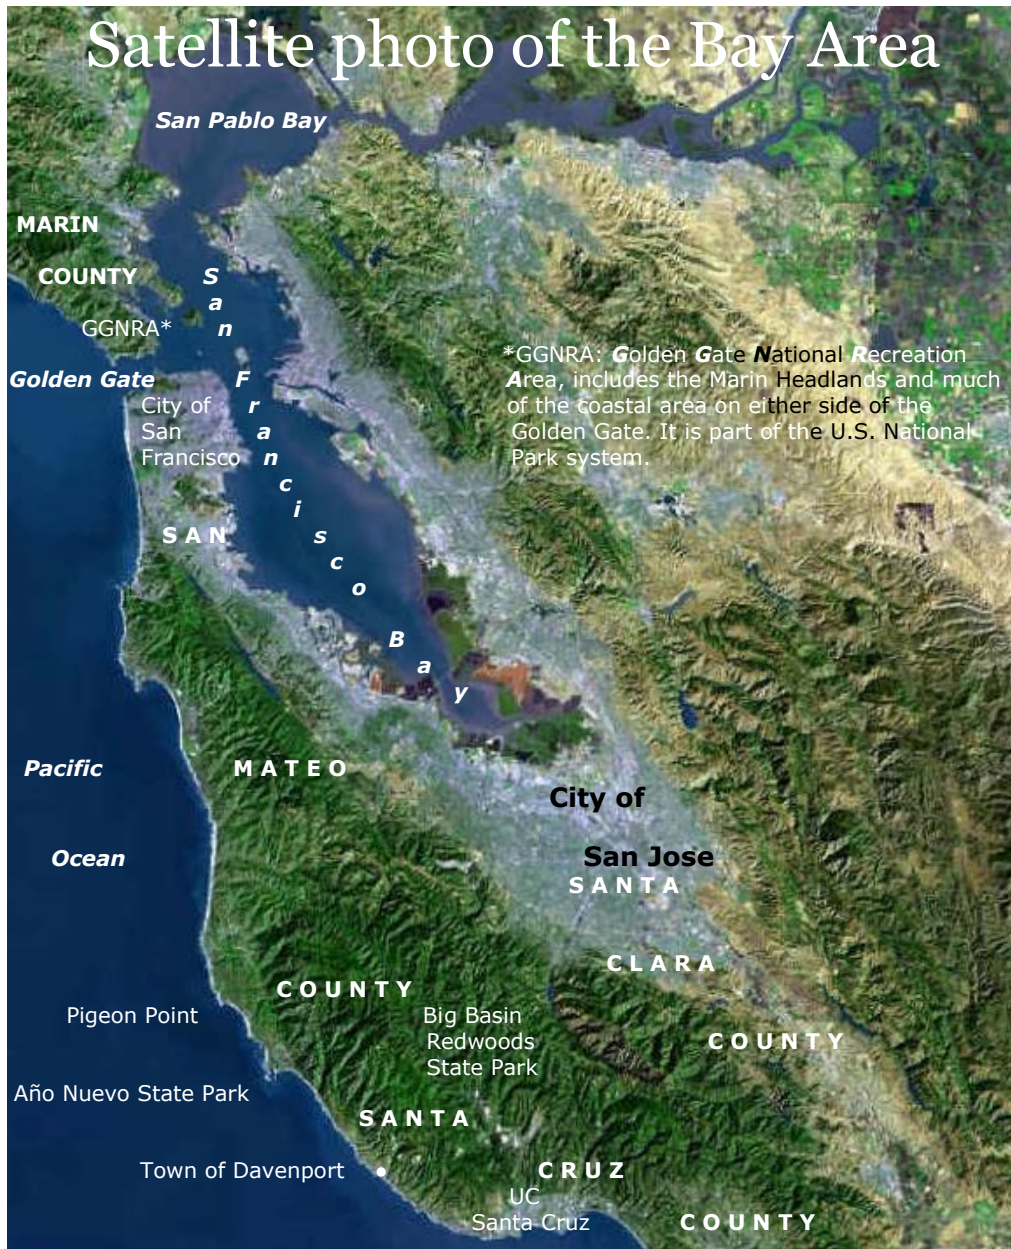 Satellite photo of the Bay Area
San Pablo Bay
MARIN
COUNTY
GGNRA*
San Francisco Bay
*GGNRA: Golden Gate National Recreation
Area, includes the Marin Headlands and much
of the coastal area on either side of the
Golden Gate. It is part of the U.S. National
Park system.
Golden Gate
City of
San
Francisco
SAN
MATEO
COUNTY
Pacific
Ocean
City of
San Jose
SANTA
CLARA
COUNTY
Pigeon Point
Big Basin
Redwoods
State Park
Año Nuevo State Park
SANTA
CRUZ
COUNTY
Town of Davenport
UC
Santa Cruz